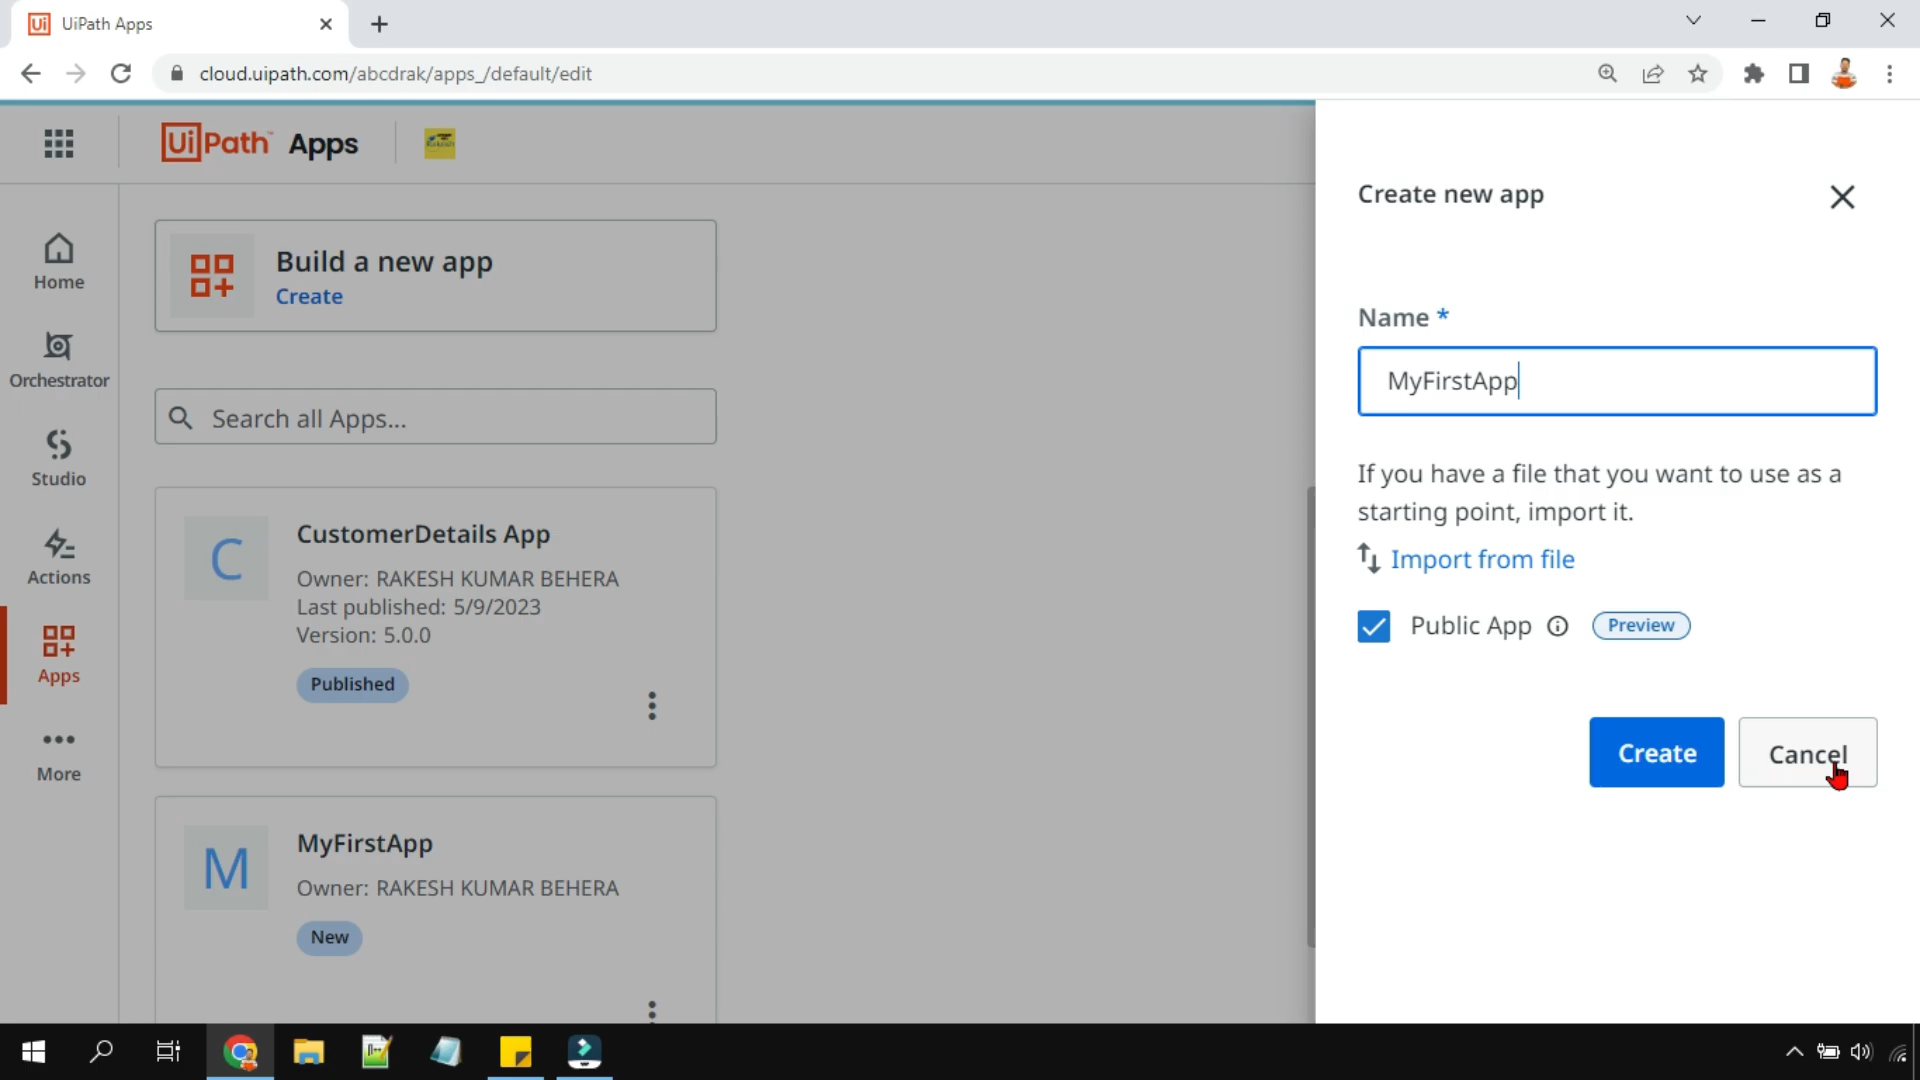 UiPath Apps
cloud.uipath.com/abcdrak/apps_/default/edit
UiPath™ Apps
Home
Orchestrator
Studio
Actions
Apps
More
Build a new app
Create
Search all Apps...
C
CustomerDetails App
Owner: RAKESH KUMAR BEHERA
Last published: 5/9/2023
Version: 5.0.0
Published
M
MyFirstApp
Owner: RAKESH KUMAR BEHERA
New
Create new app
Name *
MyFirstApp
If you have a file that you want to use as a
starting point, import it.
Import from file
Public App
Preview
Create
Cancel